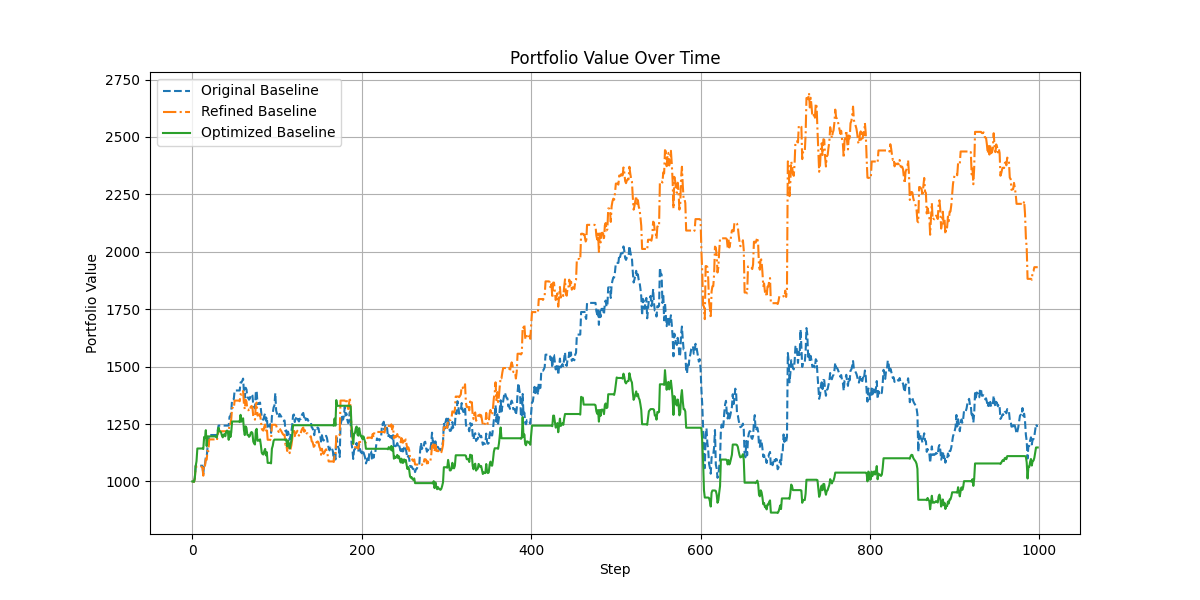 Portfolio Value Over Time
Original Baseline
Refined Baseline
Optimized Baseline
Portfolio Value
2750
2500
2250
2000
1750
1500
1250
1000
0 200 400 600 800 1000
Step